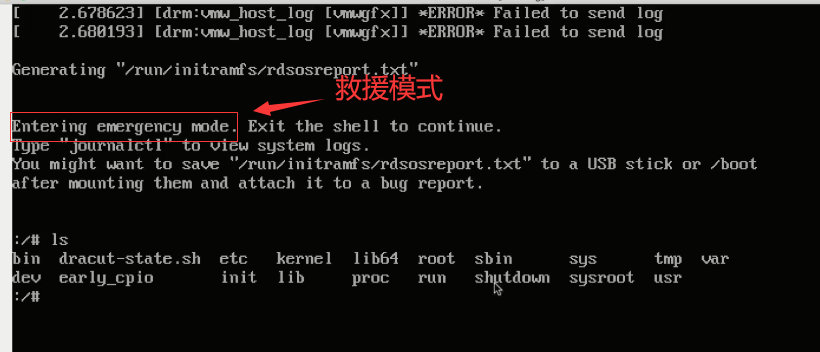 [    2.678623] [drm:vmw_host_log [vmwgfx]] *ERROR* Failed to send log
[    2.680193] [drm:vmw_host_log [vmwgfx]] *ERROR* Failed to send log
Generating "/run/initramfs/rdsosreport.txt"
救援模式
Entering emergency mode. Exit the shell to continue.
Type "journalctl" to view system logs.
You might want to save "/run/initramfs/rdsosreport.txt" to a USB stick or /boot
after mounting them and attach it to a bug report.
:/# ls
bin  dracut-state.sh  etc   kernel  lib64  root  sbin      sys      tmp  var
dev  early_cpio       init  lib     proc   run   shutdown  sysroot  usr
:/#